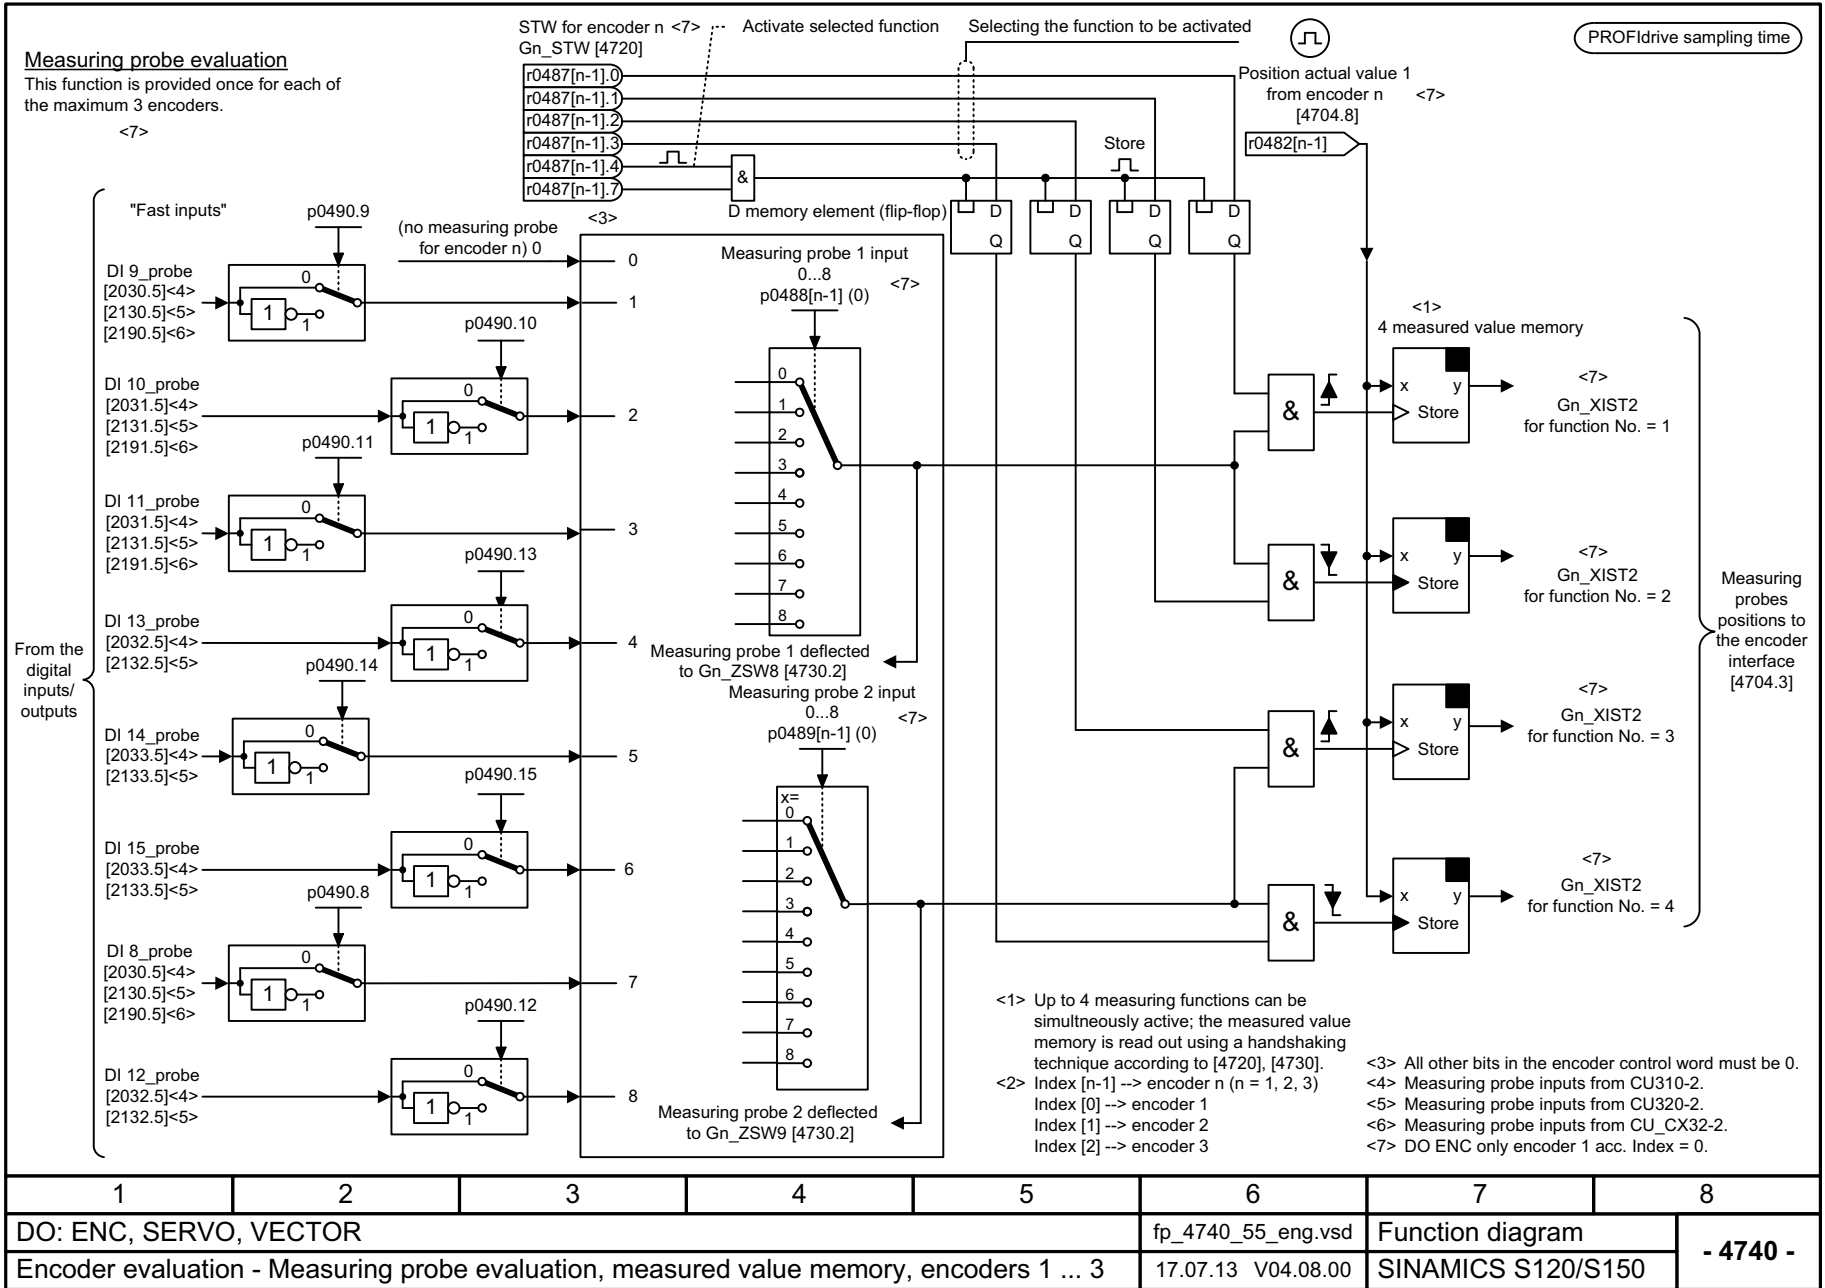 STW for encoder n <7>
Gn_STW [4720]
Activate selected function
Selecting the function to be activated
PROFIdrive sampling time
Measuring probe evaluation
This function is provided once for each of
the maximum 3 encoders.
<7>
r0487[n-1].0
r0487[n-1].1
r0487[n-1].2
r0487[n-1].3
r0487[n-1].4
r0487[n-1].7
&
Store
Position actual value 1
from encoder n <7>
[4704.8]
r0482[n-1]
D memory element (flip-flop)
D
Q
D
Q
D
Q
D
Q
"Fast inputs"
From the
digital
inputs/
outputs
(no measuring probe
for encoder n) 0
<3>
0
p0490.9
DI 9_probe
[2030.5]<4>
[2130.5]<5>
[2190.5]<6>
0
1
1
1
p0490.10
DI 10_probe
[2031.5]<4>
[2131.5]<5>
[2191.5]<6>
0
1
1
2
p0490.11
DI 11_probe
[2031.5]<4>
[2131.5]<5>
[2191.5]<6>
0
1
1
3
p0490.13
DI 13_probe
[2032.5]<4>
[2132.5]<5>
0
1
1
4
p0490.14
DI 14_probe
[2033.5]<4>
[2133.5]<5>
0
1
1
5
p0490.15
DI 15_probe
[2033.5]<4>
[2133.5]<5>
0
1
1
6
p0490.8
DI 8_probe
[2030.5]<4>
[2130.5]<5>
[2190.5]<6>
0
1
1
7
p0490.12
DI 12_probe
[2032.5]<4>
[2132.5]<5>
0
1
1
8
Measuring probe 1 input
0...8 <7>
p0488[n-1] (0)
0
1
2
3
4
5
6
7
8
Measuring probe 1 deflected
to Gn_ZSW8 [4730.2]
Measuring probe 2 input
0...8 <7>
p0489[n-1] (0)
x=
0
1
2
3
4
5
6
7
8
Measuring probe 2 deflected
to Gn_ZSW9 [4730.2]
<1>
4 measured value memory
&
x y
Store
<7>
Gn_XIST2
for function No. = 1
&
x y
Store
<7>
Gn_XIST2
for function No. = 2
&
x y
Store
<7>
Gn_XIST2
for function No. = 3
&
x y
Store
<7>
Gn_XIST2
for function No. = 4
Measuring
probes
positions to
the encoder
interface
[4704.3]
<1> Up to 4 measuring functions can be
simultneously active; the measured value
memory is read out using a handshaking
technique according to [4720], [4730].
<2> Index [n-1] --> encoder n (n = 1, 2, 3)
Index [0] --> encoder 1
Index [1] --> encoder 2
Index [2] --> encoder 3
<3> All other bits in the encoder control word must be 0.
<4> Measuring probe inputs from CU310-2.
<5> Measuring probe inputs from CU320-2.
<6> Measuring probe inputs from CU_CX32-2.
<7> DO ENC only encoder 1 acc. Index = 0.
1 2 3 4 5 6 7 8
DO: ENC, SERVO, VECTOR
fp_4740_55_eng.vsd
Function diagram
- 4740 -
Encoder evaluation - Measuring probe evaluation, measured value memory, encoders 1 ... 3
17.07.13 V04.08.00
SINAMICS S120/S150